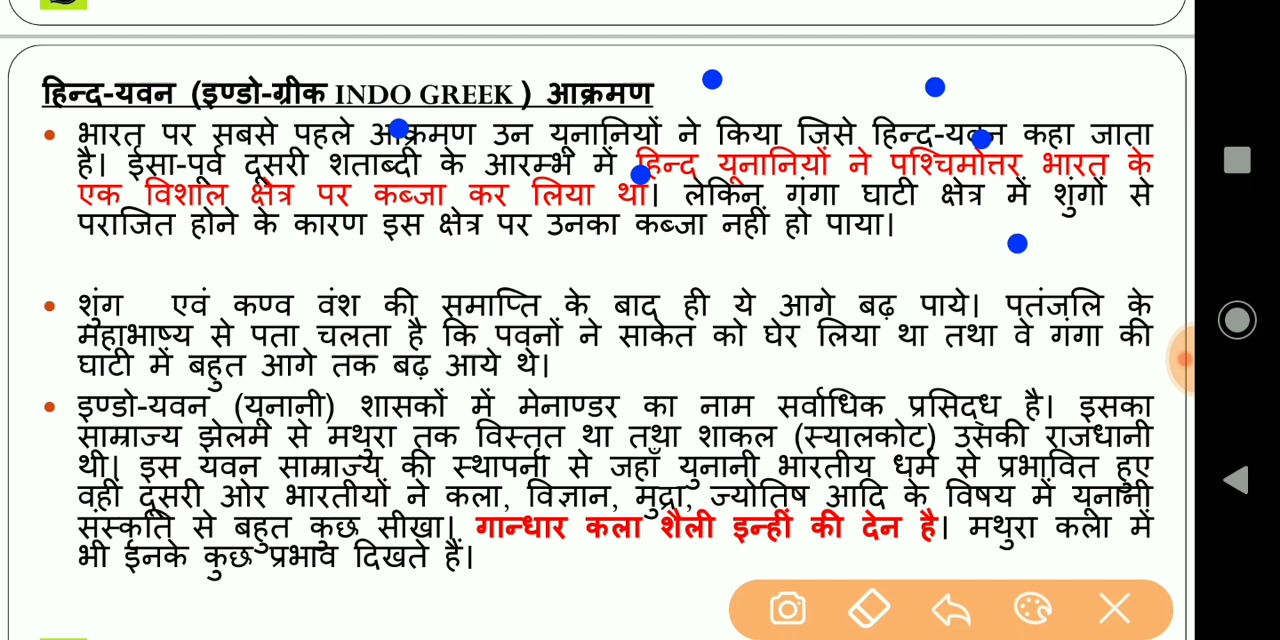 हिन्द-यवन (इण्डो-ग्रीक INDO GREEK ) आक्रमण
• भारत पर सबसे पहले आक्रमण उन यूनानियों ने किया जिसे हिन्द-यवन कहा जाता
है। ईसा-पूर्व दूसरी शताब्दी के आरम्भ में हिन्द यूनानियों ने पश्चिमोत्तर भारत के
एक विशाल क्षेत्र पर कब्जा कर लिया था। लेकिन गंगा घाटी क्षेत्र में शुंगों से
पराजित होने के कारण इस क्षेत्र पर उनका कब्जा नहीं हो पाया।
• शुंग एवं कण्व वंश की समाप्ति के बाद ही ये आगे बढ़ पाये। पतंजलि के
महाभाष्य से पता चलता है कि पवनों ने साकेत को घेर लिया था तथा वे गंगा की
घाटी में बहुत आगे तक बढ़ आये थे।
• इण्डो-यवन (यूनानी) शासकों में मेनाण्डर का नाम सर्वाधिक प्रसिद्ध है। इसका
साम्राज्य झेलम से मथुरा तक विस्तृत था तथा शाकल (स्यालकोट) उसकी राजधानी
थी। इस यवन साम्राज्य की स्थापना से जहाँ युनानी भारतीय धर्म से प्रभावित हुए
वही दूसरी ओर भारतीयों ने कला, विज्ञान, मुद्रा, ज्योतिष आदि के विषय में यूनानी
संस्कृति से बहुत कुछ सीखा। गान्धार कला शैली इन्हीं की देन है। मथुरा कला में
भी इनके कुछ प्रभाव दिखते हैं।